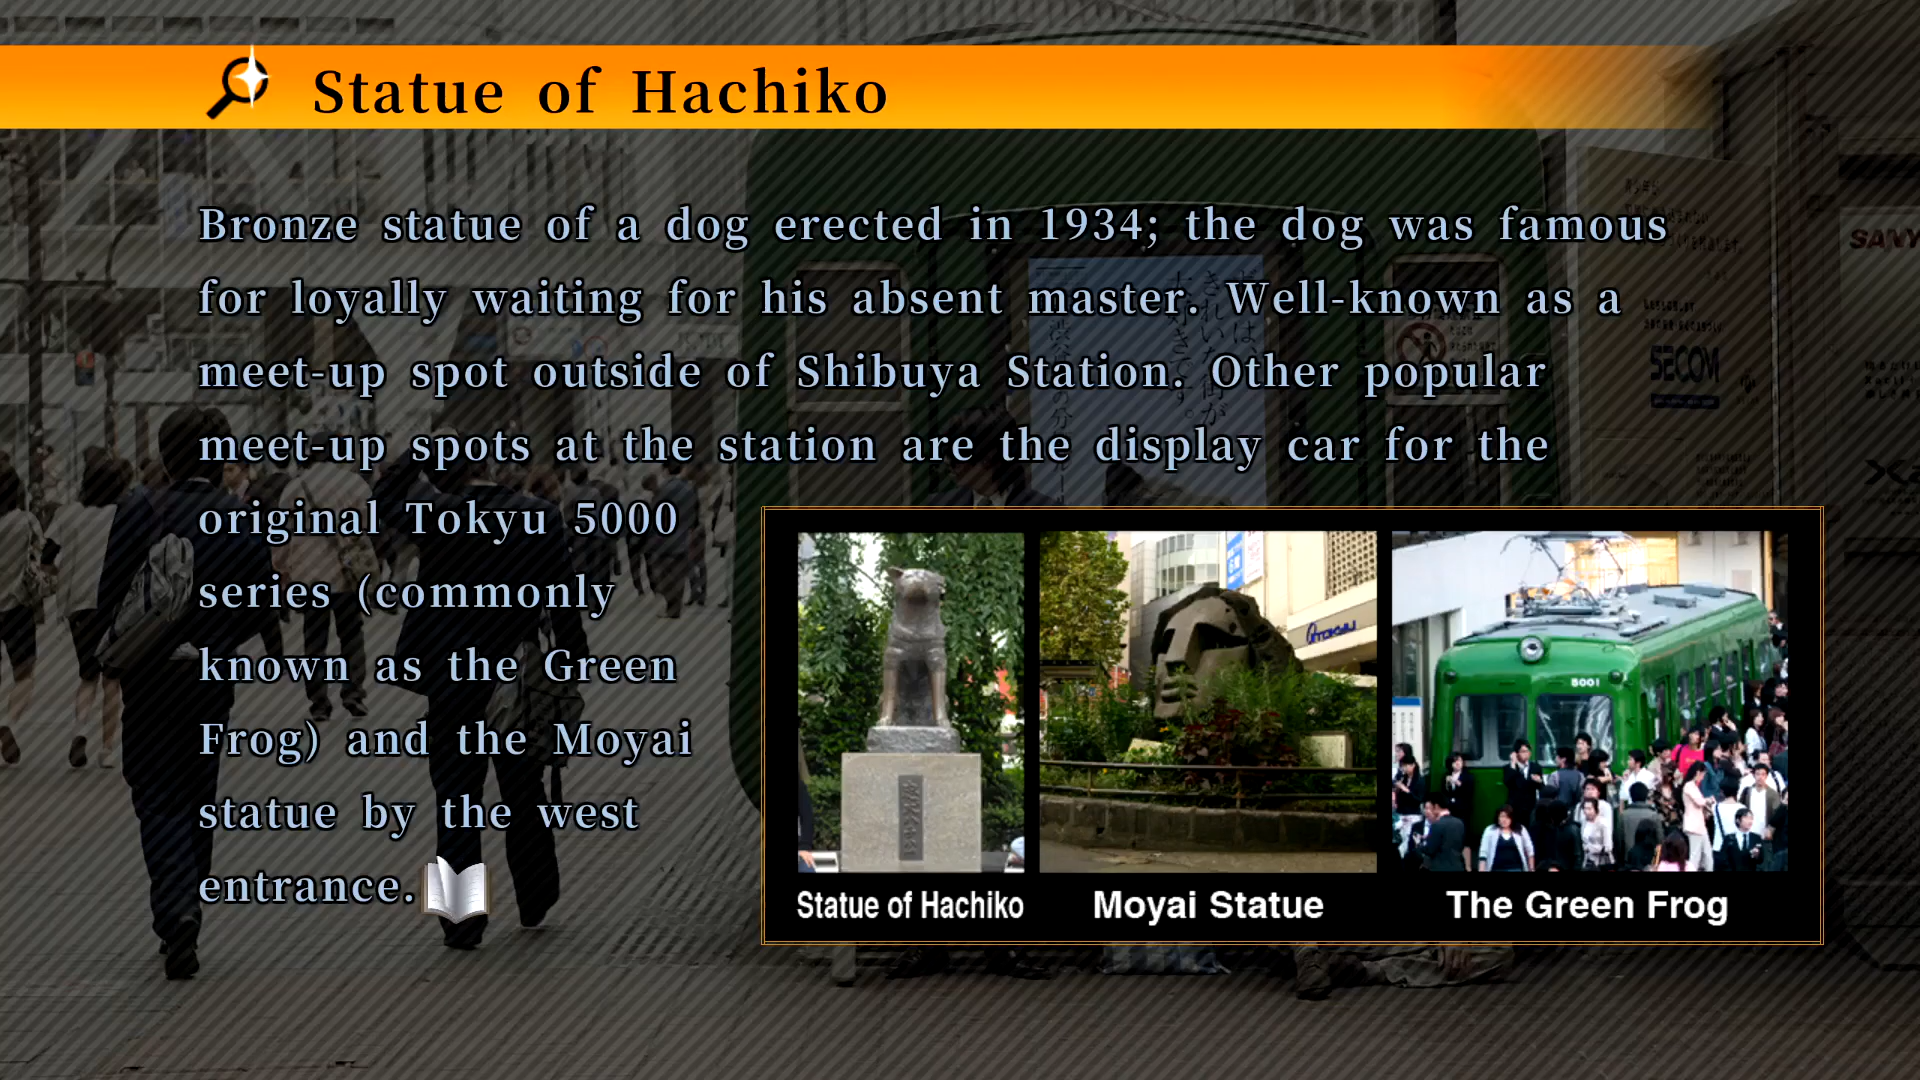 Statue of Hachiko
Bronze statue of a dog erected in 1934; the dog was famous
for loyally waiting for his absent master. Well-known as a
meet-up spot outside of Shibuya Station. Other popular
meet-up spots at the station are the display car for the
original Tokyu 5000
series (commonly
known as the Green
Frog) and the Moyai
statue by the west
entrance.
5001
Statue of Hachiko
Moyai Statue
The Green Frog
SANY
SECOM